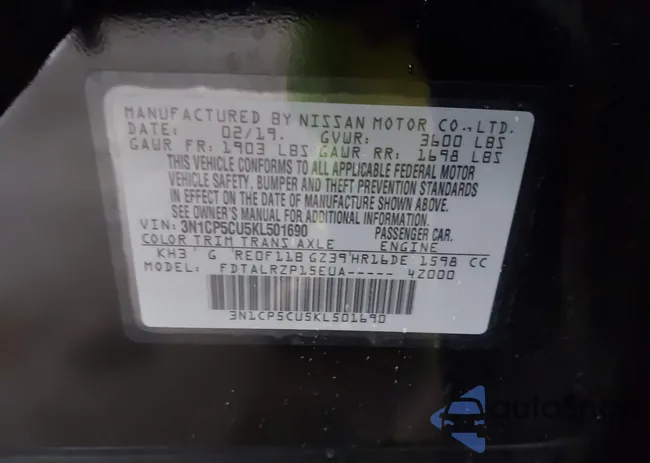 MANUFACTURED BY NISSAN MOTOR CO., LTD.
DATE: 02/19. GVWR: 3600 LBS
GAWR FR: 1903 LBS GAWR RR: 1698 LBS
THIS VEHICLE CONFORMS TO ALL APPLICABLE FEDERAL MOTOR
VEHICLE SAFETY, BUMPER AND THEFT PREVENTION STANDARDS
IN EFFECT ON THE DATE OF MANUFACTURE SHOWN ABOVE.
SEE OWNER'S MANUAL FOR ADDITIONAL INFORMATION
VIN: 3N1CP5CU5KL501690 PASSENGER CAR.
COLOR TRIM TRANS AXLE ENGINE
KH3 G RE0F11B GZ39 HR16DE 1598 CC
MODEL: FDTALRZP15EUA----- 4Z000
3N1CP5CU5KL501690